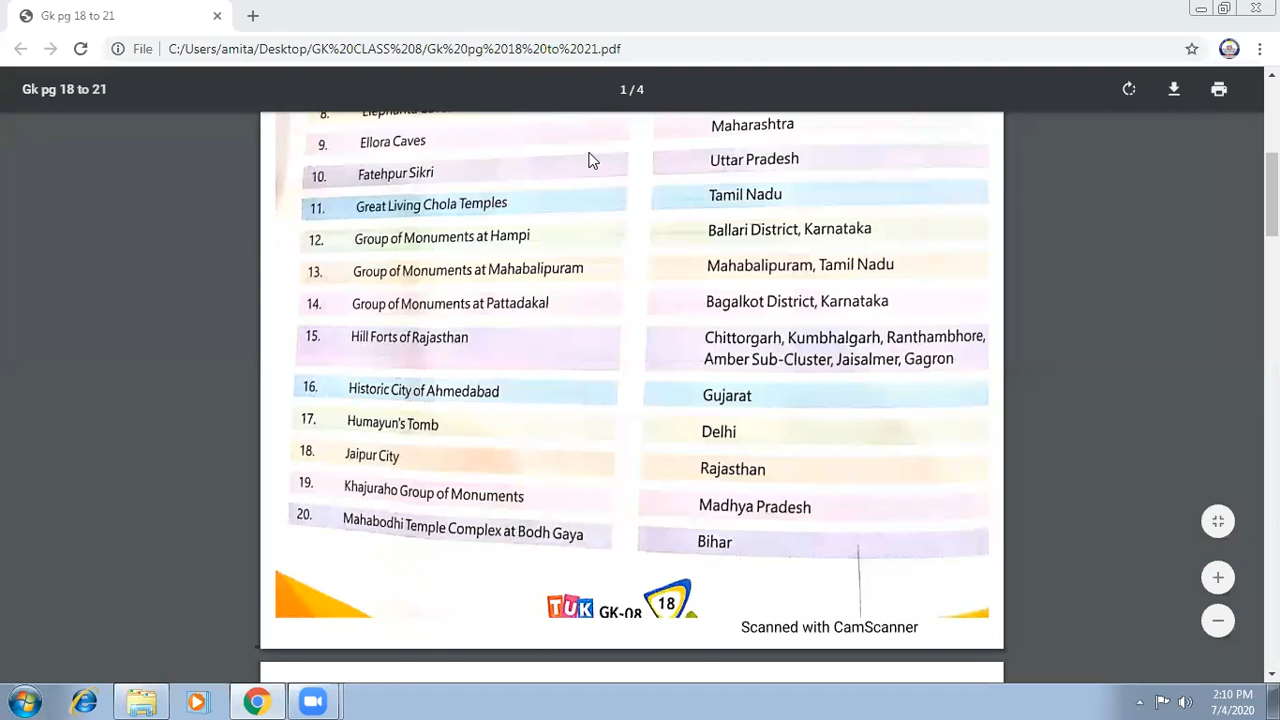 Gk pg 18 to 21
File
C:/Users/amita/Desktop/GK%20CLASS%208/Gk%20pg%2018%20to%2021.pdf
Gk pg 18 to 21
1 / 4
8.
Maharashtra
9. Ellora Caves
Uttar Pradesh
10. Fatehpur Sikri
Tamil Nadu
11. Great Living Chola Temples
Ballari District, Karnataka
12. Group of Monuments at Hampi
Mahabalipuram, Tamil Nadu
13. Group of Monuments at Mahabalipuram
Bagalkot District, Karnataka
14. Group of Monuments at Pattadakal
Chittorgarh, Kumbhalgarh, Ranthambhore,
15. Hill Forts of Rajasthan
Amber Sub-Cluster, Jaisalmer, Gagron
16. Historic City of Ahmedabad
Gujarat
17. Humayun's Tomb
Delhi
18. Jaipur City
Rajasthan
19. Khajuraho Group of Monuments
Madhya Pradesh
20. Mahabodhi Temple Complex at Bodh Gaya
Bihar
TUK GK-08 18
Scanned with CamScanner
2:10 PM
7/4/2020